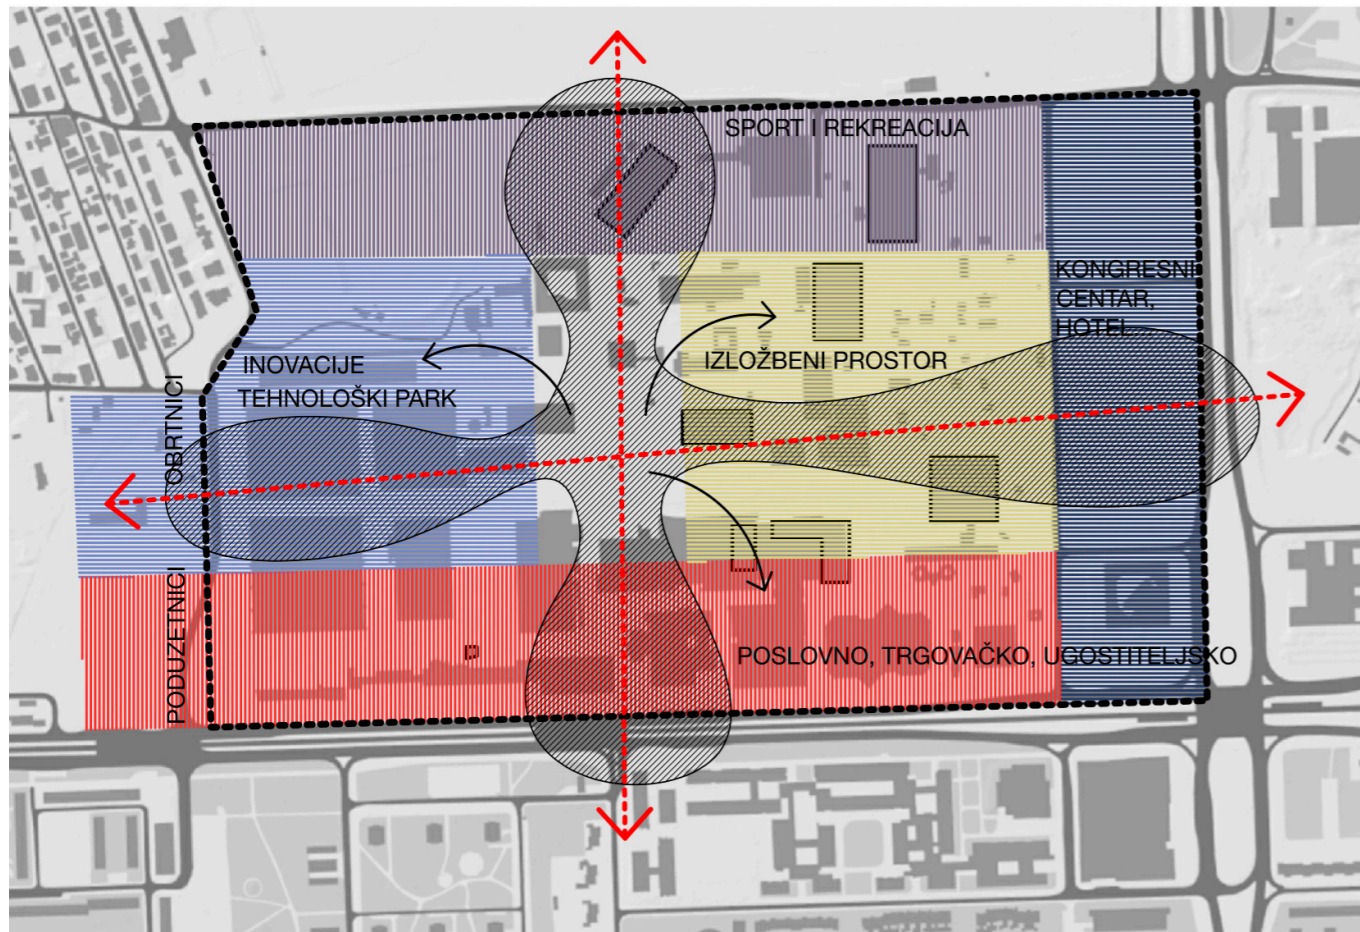 SPORT I REKREACIJA
KONGRESNI
CENTAR,
HOTEL
INOVACIJE
TEHNOLOŠKI PARK
IZLOŽBENI PROSTOR
OBRTNICI
PODUZETNICI
POSLOVNO, TRGOVAČKO, UGOSTITELJSKO